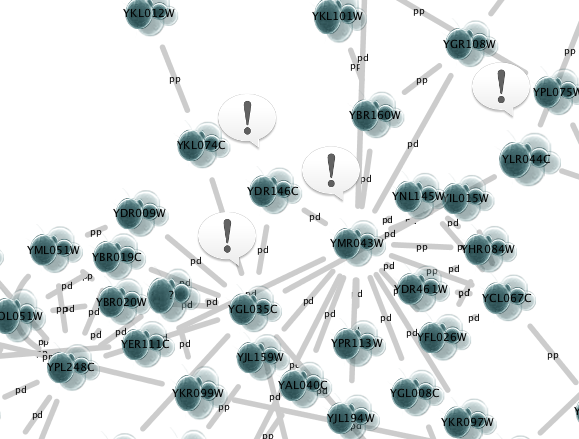 YKL012W
YKL101W
pp
YGR108W
pd
pp
pd
pp
pp
!
YPL075W
!
YBR160W
YKL074C
pd
YLR044C
!
YDR146C
pd
YNL145W
YJL015W
YDR009W
pd
pd
pd
pp
YML051W
!
YMR043W
pd
YBR019C
pd
pd
pp
YHR084W
pd
pp
pd
pd
YDR461W
YCL067C
YBR020W
?
pd
pd
YGL035C
pd
pd
pd
YER111C
pd
pd
YPR113W
YFL026W
YPL248C
YJL159W
pp
pd
YKR099W
YAL040C
YGL008C
pd
pp
YJL194W
YKR097W
pd
pp